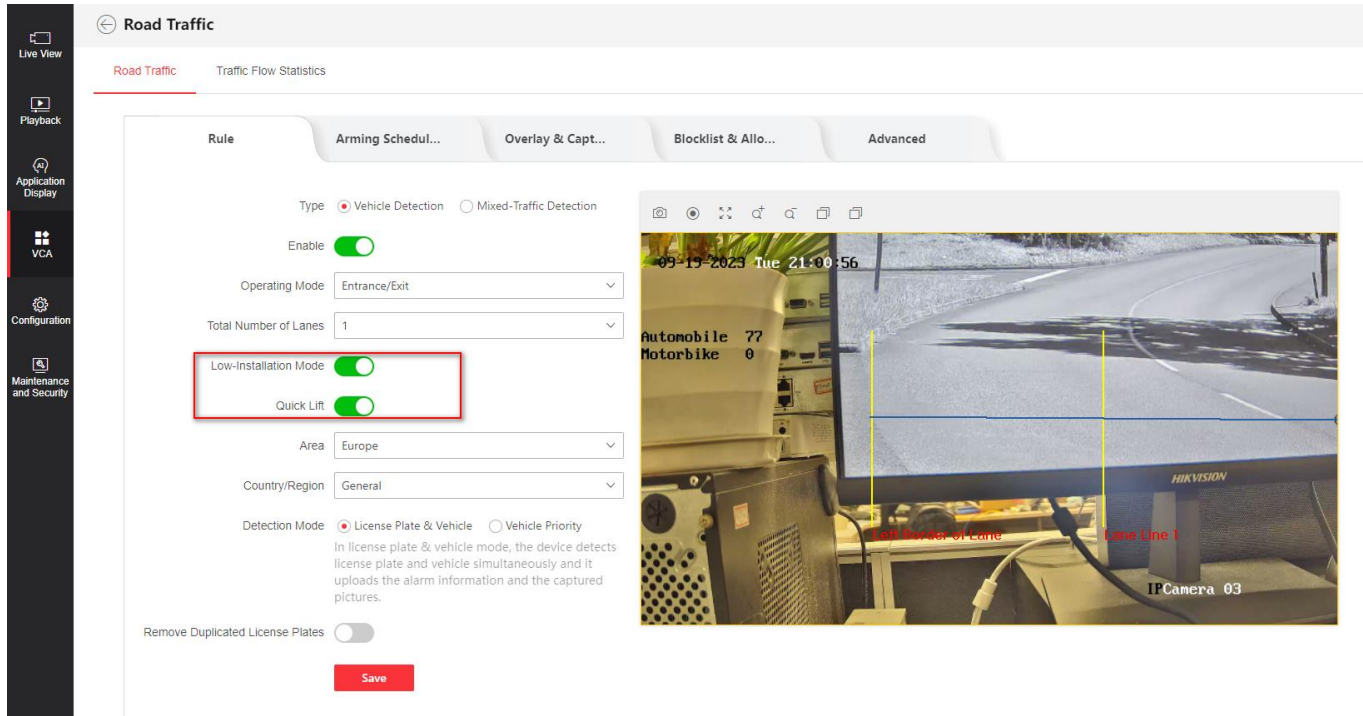 Road Traffic
Live View
Road Traffic
Traffic Flow Statistics
Playback
Rule
Arming Schedul...
Overlay & Capt...
Blocklist & Allo...
Advanced
AI
Application
Display
VCA
Configuration
Maintenance
and Security
Type
Vehicle Detection
Mixed-Traffic Detection
Enable
Operating Mode
Entrance/Exit
Total Number of Lanes
1
Low-Installation Mode
Quick Lift
Area
Europe
Country/Region
General
Detection Mode
License Plate & Vehicle
Vehicle Priority
In license plate & vehicle mode, the device detects
license plate and vehicle simultaneously and it
uploads the alarm information and the captured
pictures.
Remove Duplicated License Plates
Save
09-19-2023 Tue 21:00:56
Automobile 77
Motorbike 0
HIKVISION
Left Border of Lane
Lane Line 1
IPCamera 03